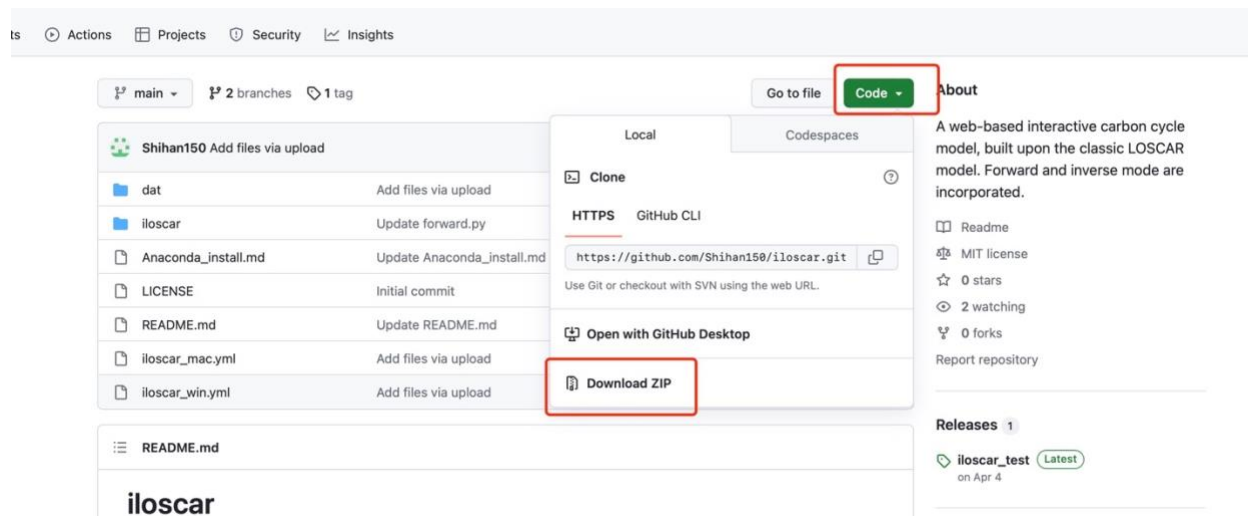 ts Actions Projects Security Insights
main 2 branches 1 tag Go to file Code
Shihan150 Add files via upload
dat Add files via upload
iloscar Update forward.py
Anaconda_install.md Update Anaconda_install.md
LICENSE Initial commit
README.md Update README.md
iloscar_mac.yml Add files via upload
iloscar_win.yml Add files via upload
Local Codespaces
Clone
HTTPS GitHub CLI
https://github.com/Shihan150/iloscar.git
Use Git or checkout with SVN using the web URL.
Open with GitHub Desktop
Download ZIP
README.md
iloscar
About
A web-based interactive carbon cycle
model, built upon the classic LOSCAR
model. Forward and inverse mode are
incorporated.
Readme
MIT license
0 stars
2 watching
0 forks
Report repository
Releases 1
iloscar_test Latest
on Apr 4